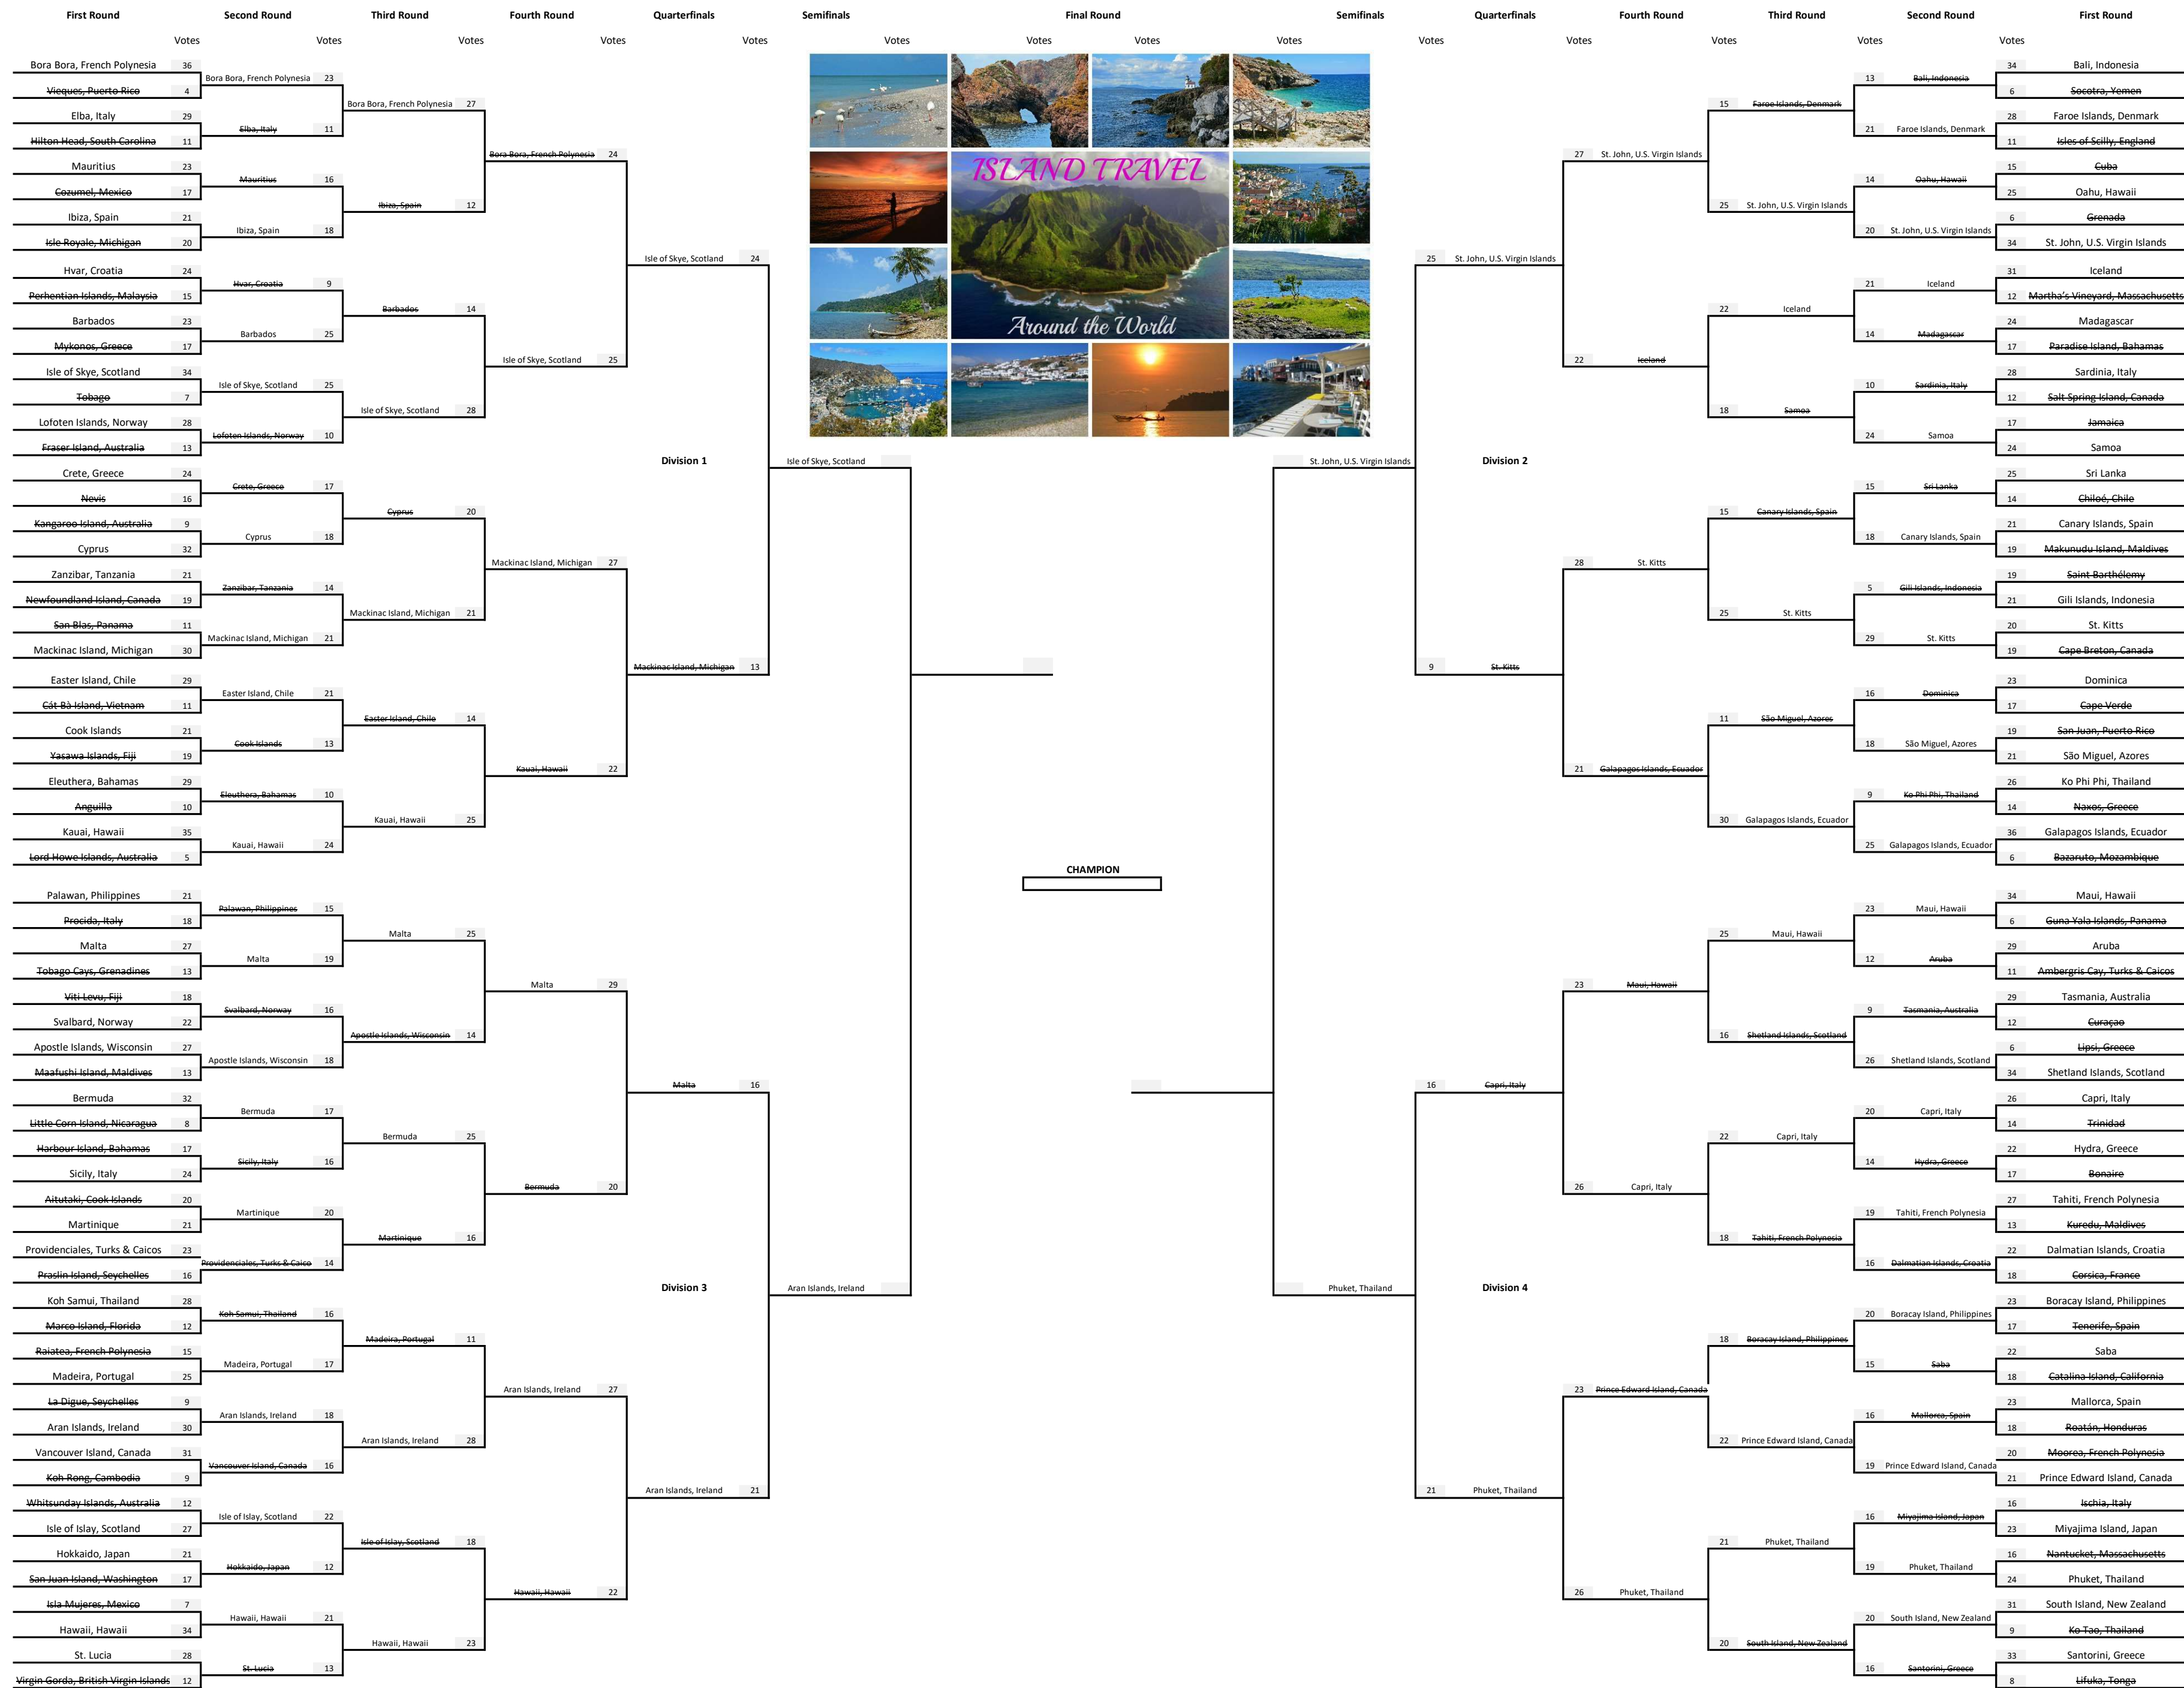 First Round Second Round Third Round Fourth Round Quarterfinals Semifinals Final Round Semifinals Quarterfinals Fourth Round Third Round Second Round First Round
Votes Votes Votes Votes Votes Votes Votes Votes Votes Votes Votes Votes Votes Votes
Bora Bora, French Polynesia 36
Vieques, Puerto Rico 4
Elba, Italy 29
Hilton Head, South Carolina 11
Mauritius 23
Cozumel, Mexico 17
Ibiza, Spain 21
Isle Royale, Michigan 20
Hvar, Croatia 24
Perhentian Islands, Malaysia 15
Barbados 23
Mykonos, Greece 17
Isle of Skye, Scotland 34
Tobago 7
Lofoten Islands, Norway 28
Fraser Island, Australia 13
Crete, Greece 24
Nevis 16
Kangaroo Island, Australia 9
Cyprus 32
Zanzibar, Tanzania 21
Newfoundland Island, Canada 19
San Blas, Panama 11
Mackinac Island, Michigan 30
Easter Island, Chile 29
Cát Bà Island, Vietnam 11
Cook Islands 21
Yasawa Islands, Fiji 19
Eleuthera, Bahamas 29
Anguilla 10
Kauai, Hawaii 35
Lord Howe Islands, Australia 5
Palawan, Philippines 21
Procida, Italy 18
Malta 27
Tobago Cays, Grenadines 13
Viti Levu, Fiji 18
Svalbard, Norway 22
Apostle Islands, Wisconsin 27
Maafushi Island, Maldives 13
Bermuda 32
Little Corn Island, Nicaragua 8
Harbour Island, Bahamas 17
Sicily, Italy 24
Aitutaki, Cook Islands 20
Martinique 21
Providenciales, Turks & Caicos 23
Praslin Island, Seychelles 16
Koh Samui, Thailand 28
Marco Island, Florida 12
Raiatea, French Polynesia 15
Madeira, Portugal 25
La Digue, Seychelles 9
Aran Islands, Ireland 30
Vancouver Island, Canada 31
Koh Rong, Cambodia 9
Whitsunday Islands, Australia 12
Isle of Islay, Scotland 27
Hokkaido, Japan 21
San Juan Island, Washington 17
Isla Mujeres, Mexico 7
Hawaii, Hawaii 34
St. Lucia 28
Virgin Gorda, British Virgin Islands 12
Bora Bora, French Polynesia 23
Elba, Italy 11
Mauritius 16
Ibiza, Spain 18
Hvar, Croatia 9
Barbados 25
Isle of Skye, Scotland 25
Lofoten Islands, Norway 10
Crete, Greece 17
Cyprus 18
Zanzibar, Tanzania 14
Mackinac Island, Michigan 21
Easter Island, Chile 21
Cook Islands 13
Eleuthera, Bahamas 10
Kauai, Hawaii 24
Palawan, Philippines 15
Malta 19
Svalbard, Norway 16
Apostle Islands, Wisconsin 18
Bermuda 17
Sicily, Italy 16
Martinique 20
Providenciales, Turks & Caico 14
Koh Samui, Thailand 16
Madeira, Portugal 17
Aran Islands, Ireland 18
Vancouver Island, Canada 16
Isle of Islay, Scotland 22
Hokkaido, Japan 12
Hawaii, Hawaii 21
St. Lucia 13
Bora Bora, French Polynesia 27
Ibiza, Spain 12
Barbados 14
Isle of Skye, Scotland 28
Cyprus 20
Mackinac Island, Michigan 21
Easter Island, Chile 14
Kauai, Hawaii 25
Malta 25
Apostle Islands, Wisconsin 14
Bermuda 25
Martinique 16
Madeira, Portugal 11
Aran Islands, Ireland 28
Isle of Islay, Scotland 18
Hawaii, Hawaii 23
Bora Bora, French Polynesia 24
Isle of Skye, Scotland 25
Mackinac Island, Michigan 27
Kauai, Hawaii 22
Malta 29
Bermuda 20
Aran Islands, Ireland 27
Hawaii, Hawaii 22
Isle of Skye, Scotland 24
Division 1
Mackinac Island, Michigan 13
Malta 16
Division 3
Aran Islands, Ireland 21
Isle of Skye, Scotland
Aran Islands, Ireland
ISLAND TRAVEL
Around the World
CHAMPION
St. John, U.S. Virgin Islands
Phuket, Thailand
25 St. John, U.S. Virgin Islands
Division 2
9 St. Kitts
16 Capri, Italy
Division 4
21 Phuket, Thailand
27 St. John, U.S. Virgin Islands
22 Iceland
28 St. Kitts
21 Galapagos Islands, Ecuador
23 Maui, Hawaii
26 Capri, Italy
23 Prince Edward Island, Canada
26 Phuket, Thailand
15 Faroe Islands, Denmark
25 St. John, U.S. Virgin Islands
22 Iceland
18 Samoa
15 Canary Islands, Spain
25 St. Kitts
11 São Miguel, Azores
30 Galapagos Islands, Ecuador
25 Maui, Hawaii
16 Shetland Islands, Scotland
22 Capri, Italy
18 Tahiti, French Polynesia
18 Boracay Island, Philippines
22 Prince Edward Island, Canada
21 Phuket, Thailand
20 South Island, New Zealand
13 Bali, Indonesia
21 Faroe Islands, Denmark
14 Oahu, Hawaii
20 St. John, U.S. Virgin Islands
21 Iceland
14 Madagascar
10 Sardinia, Italy
24 Samoa
15 Sri Lanka
18 Canary Islands, Spain
5 Gili Islands, Indonesia
29 St. Kitts
16 Dominica
18 São Miguel, Azores
9 Ko Phi Phi, Thailand
25 Galapagos Islands, Ecuador
23 Maui, Hawaii
12 Aruba
9 Tasmania, Australia
26 Shetland Islands, Scotland
20 Capri, Italy
14 Hydra, Greece
19 Tahiti, French Polynesia
16 Dalmatian Islands, Croatia
20 Boracay Island, Philippines
15 Saba
16 Mallorca, Spain
19 Prince Edward Island, Canada
16 Miyajima Island, Japan
19 Phuket, Thailand
20 South Island, New Zealand
16 Santorini, Greece
34 Bali, Indonesia
6 Socotra, Yemen
28 Faroe Islands, Denmark
11 Isles of Scilly, England
15 Cuba
25 Oahu, Hawaii
6 Grenada
34 St. John, U.S. Virgin Islands
31 Iceland
12 Martha's Vineyard, Massachusetts
24 Madagascar
17 Paradise Island, Bahamas
28 Sardinia, Italy
12 Salt Spring Island, Canada
17 Jamaica
24 Samoa
25 Sri Lanka
14 Chiloé, Chile
21 Canary Islands, Spain
19 Makunudu Island, Maldives
19 Saint Barthélemy
21 Gili Islands, Indonesia
20 St. Kitts
19 Cape Breton, Canada
23 Dominica
17 Cape Verde
19 San Juan, Puerto Rico
21 São Miguel, Azores
26 Ko Phi Phi, Thailand
14 Naxos, Greece
36 Galapagos Islands, Ecuador
6 Bazaruto, Mozambique
34 Maui, Hawaii
6 Guna Yala Islands, Panama
29 Aruba
11 Ambergris Cay, Turks & Caicos
29 Tasmania, Australia
12 Curaçao
6 Lipsi, Greece
34 Shetland Islands, Scotland
26 Capri, Italy
14 Trinidad
22 Hydra, Greece
17 Bonaire
27 Tahiti, French Polynesia
13 Kuredu, Maldives
22 Dalmatian Islands, Croatia
18 Corsica, France
23 Boracay Island, Philippines
17 Tenerife, Spain
22 Saba
18 Catalina Island, California
23 Mallorca, Spain
18 Roatán, Honduras
20 Moorea, French Polynesia
21 Prince Edward Island, Canada
16 Ischia, Italy
23 Miyajima Island, Japan
16 Nantucket, Massachusetts
24 Phuket, Thailand
31 South Island, New Zealand
9 Ko Tao, Thailand
33 Santorini, Greece
8 Lifuka, Tonga